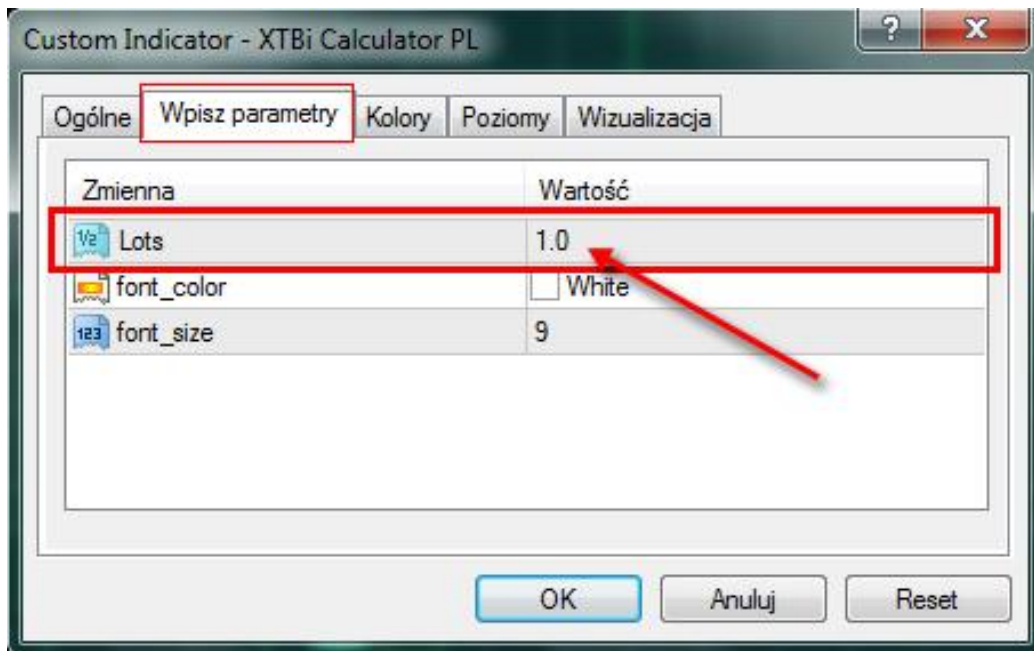 Custom Indicator - XTBi Calculator PL
Ogólne Wpisz parametry Kolory Poziomy Wizualizacja
Zmienna Wartość
Lots 1.0
font_color White
font_size 9
OK Anuluj Reset